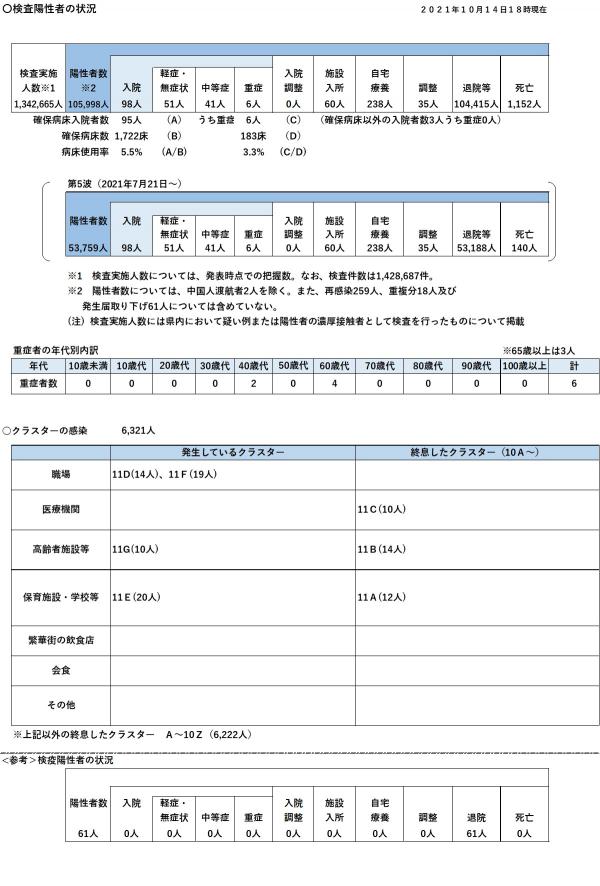 〇検査陽性者の状況 ２０２１年１０月１４日１８時現在
検査実施 陽性者数 入院 軽症・ 中等症 重症 入院 施設 自宅 調整 退院等 死亡
人数※1 ※2 無症状 調整 入所 療養
1,342,665人 105,998人 98人 51人 41人 6人 0人 60人 238人 35人 104,415人 1,152人
確保病床入院者数 95人 (A) うち重症 6人 (C) （確保病床以外の入院者数3人うち重症0人）
確保病床数 1,722床 (B) 183床 (D)
病床使用率 5.5% (A/B) 3.3% (C/D)
第5波（2021年7月21日～）
陽性者数 入院 軽症・ 中等症 重症 入院 施設 自宅 調整 退院等 死亡
無症状 調整 入所 療養
53,759人 98人 51人 41人 6人 0人 60人 238人 35人 53,188人 140人
※1　検査実施人数については、発表時点での把握数。なお、検査件数は1,428,687件。
※2　陽性者数については、中国人渡航者2人を除く。また、再感染259人、重複分18人及び
発生届取り下げ61人については含めていない。
（注）検査実施人数には県内において疑い例または陽性者の濃厚接触者として検査を行ったものについて掲載
重症者の年代別内訳 ※65歳以上は3人
年代 10歳未満 10歳代 20歳代 30歳代 40歳代 50歳代 60歳代 70歳代 80歳代 90歳代 100歳以上 計
重症者数 0 0 0 0 2 0 4 0 0 0 0 6
〇クラスターの感染 6,321人
発生しているクラスター 終息したクラスター（10Ａ～）
職場 11D(14人)、11Ｆ(19人)
医療機関 11Ｃ(10人)
高齢者施設等 11G(10人) 11Ｂ(14人)
保育施設・学校等 11Ｅ(20人) 11Ａ(12人)
繁華街の飲食店
会食
その他
※上記以外の終息したクラスター　Ａ～10Ｚ（6,222人）
<参考＞検疫陽性者の状況
陽性者数 入院 軽症・ 中等症 重症 入院 施設 自宅 調整 退院 死亡
無症状 調整 入所 療養
61人 0人 0人 0人 0人 0人 0人 0人 0人 61人 0人